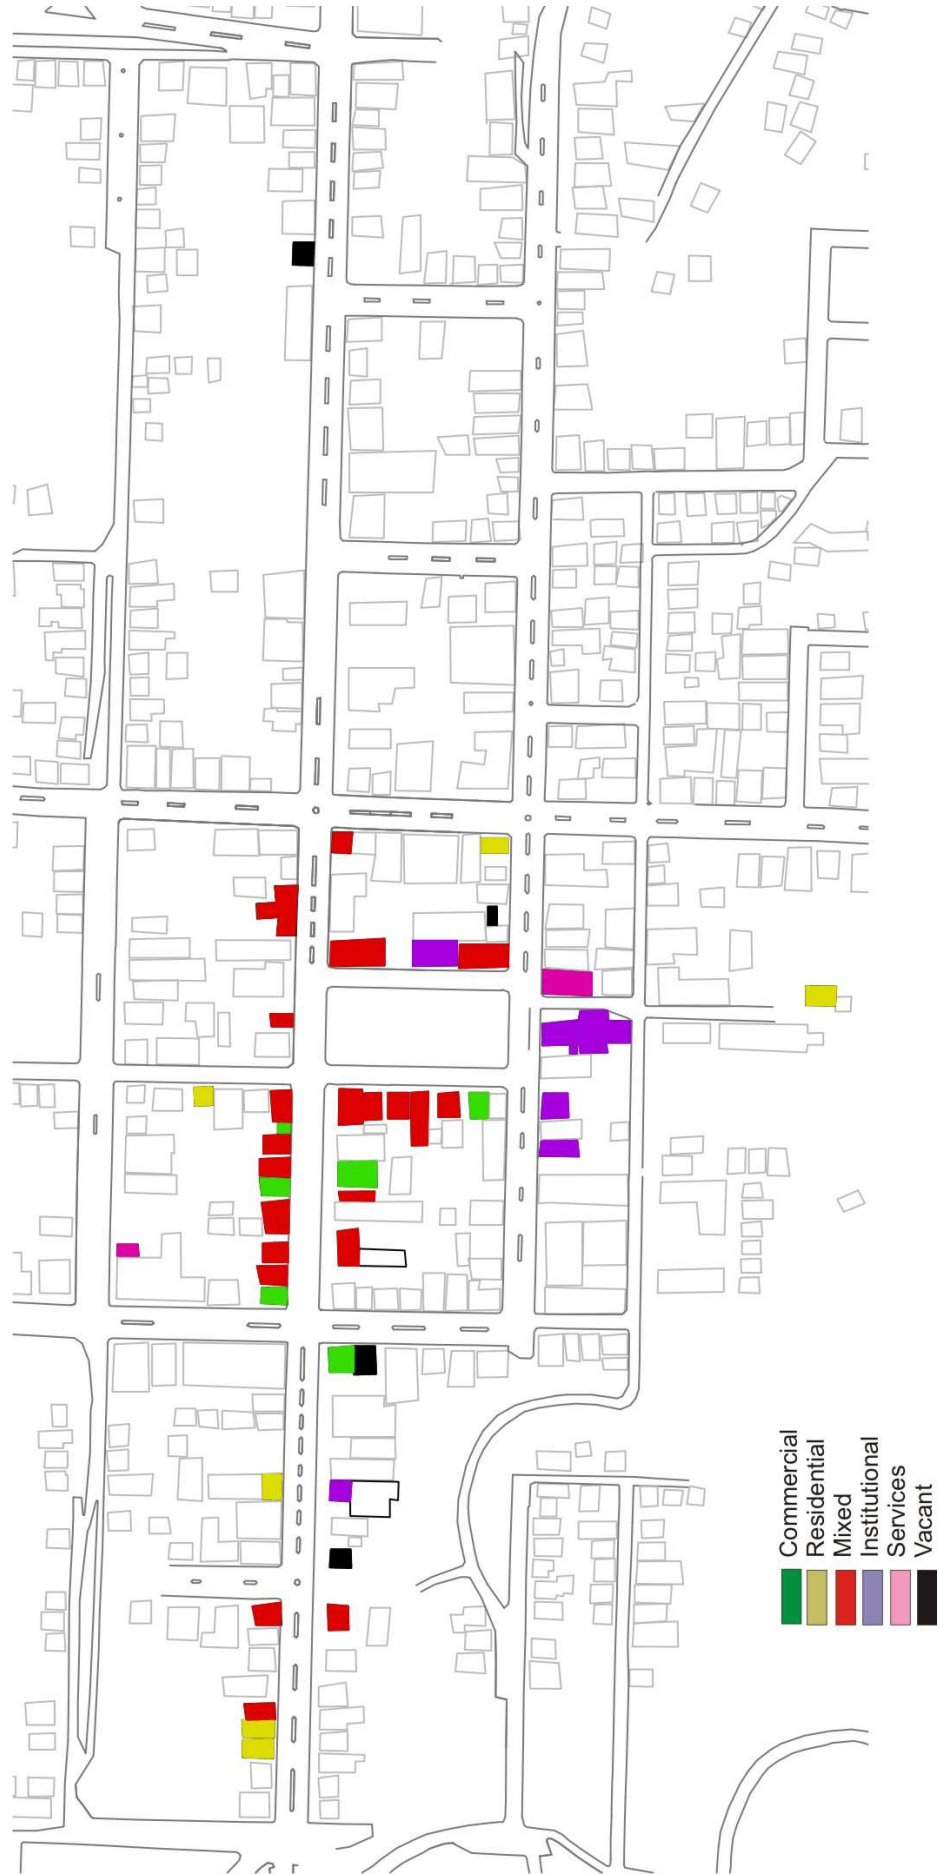 Commercial
Residential
Mixed
Institutional
Services
Vacant